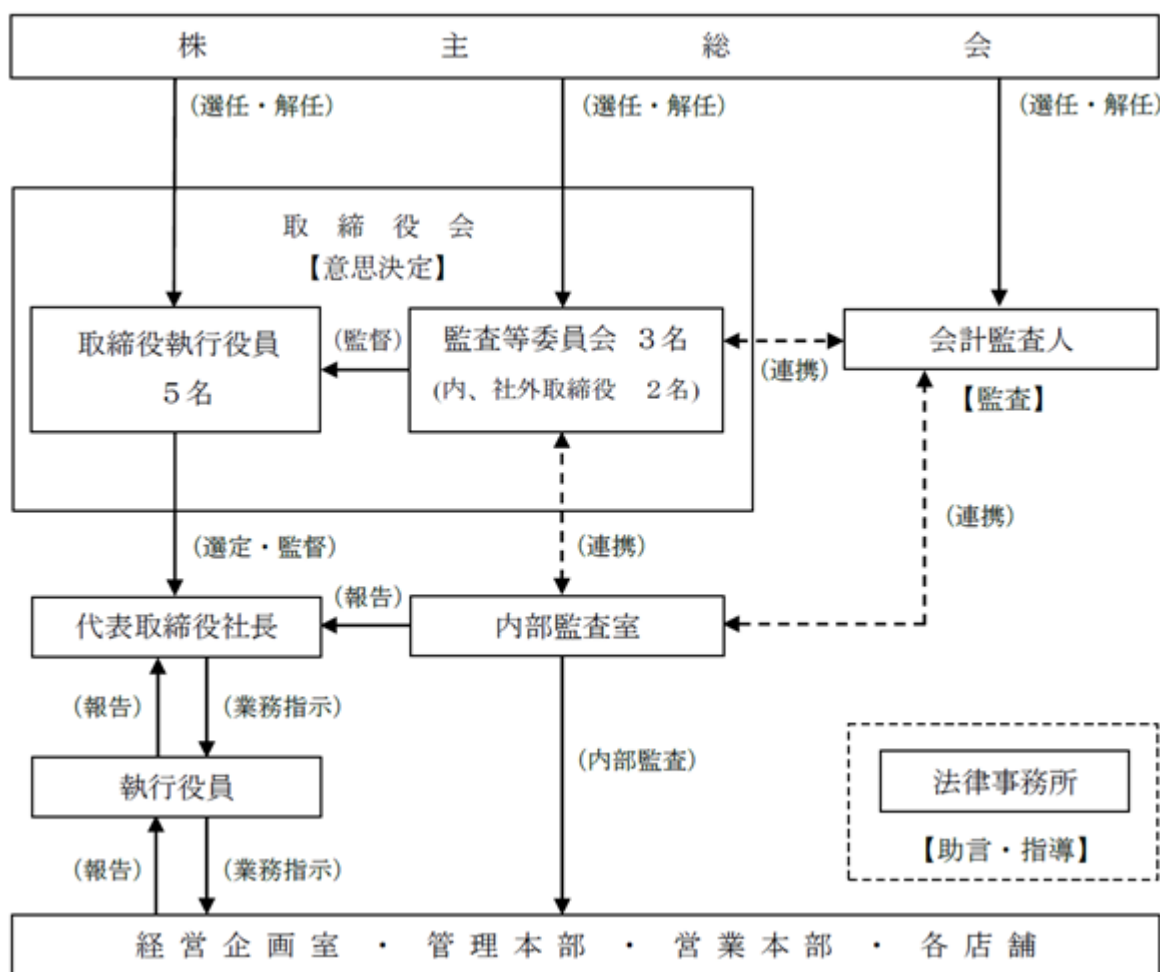 株主総会
(選任・解任)
(選任・解任)
(選任・解任)
取締役会
【意思決定】
取締役執行役員
5名
(監督)
監査等委員会 3名
(内、社外取締役 2名)
(連携)
会計監査人
【監査】
(選定・監督)
(連携)
(連携)
代表取締役社長
(報告)
内部監査室
(報告)
(業務指示)
(内部監査)
執行役員
法律事務所
【助言・指導】
(報告)
(業務指示)
経営企画室・管理本部・営業本部・各店舗